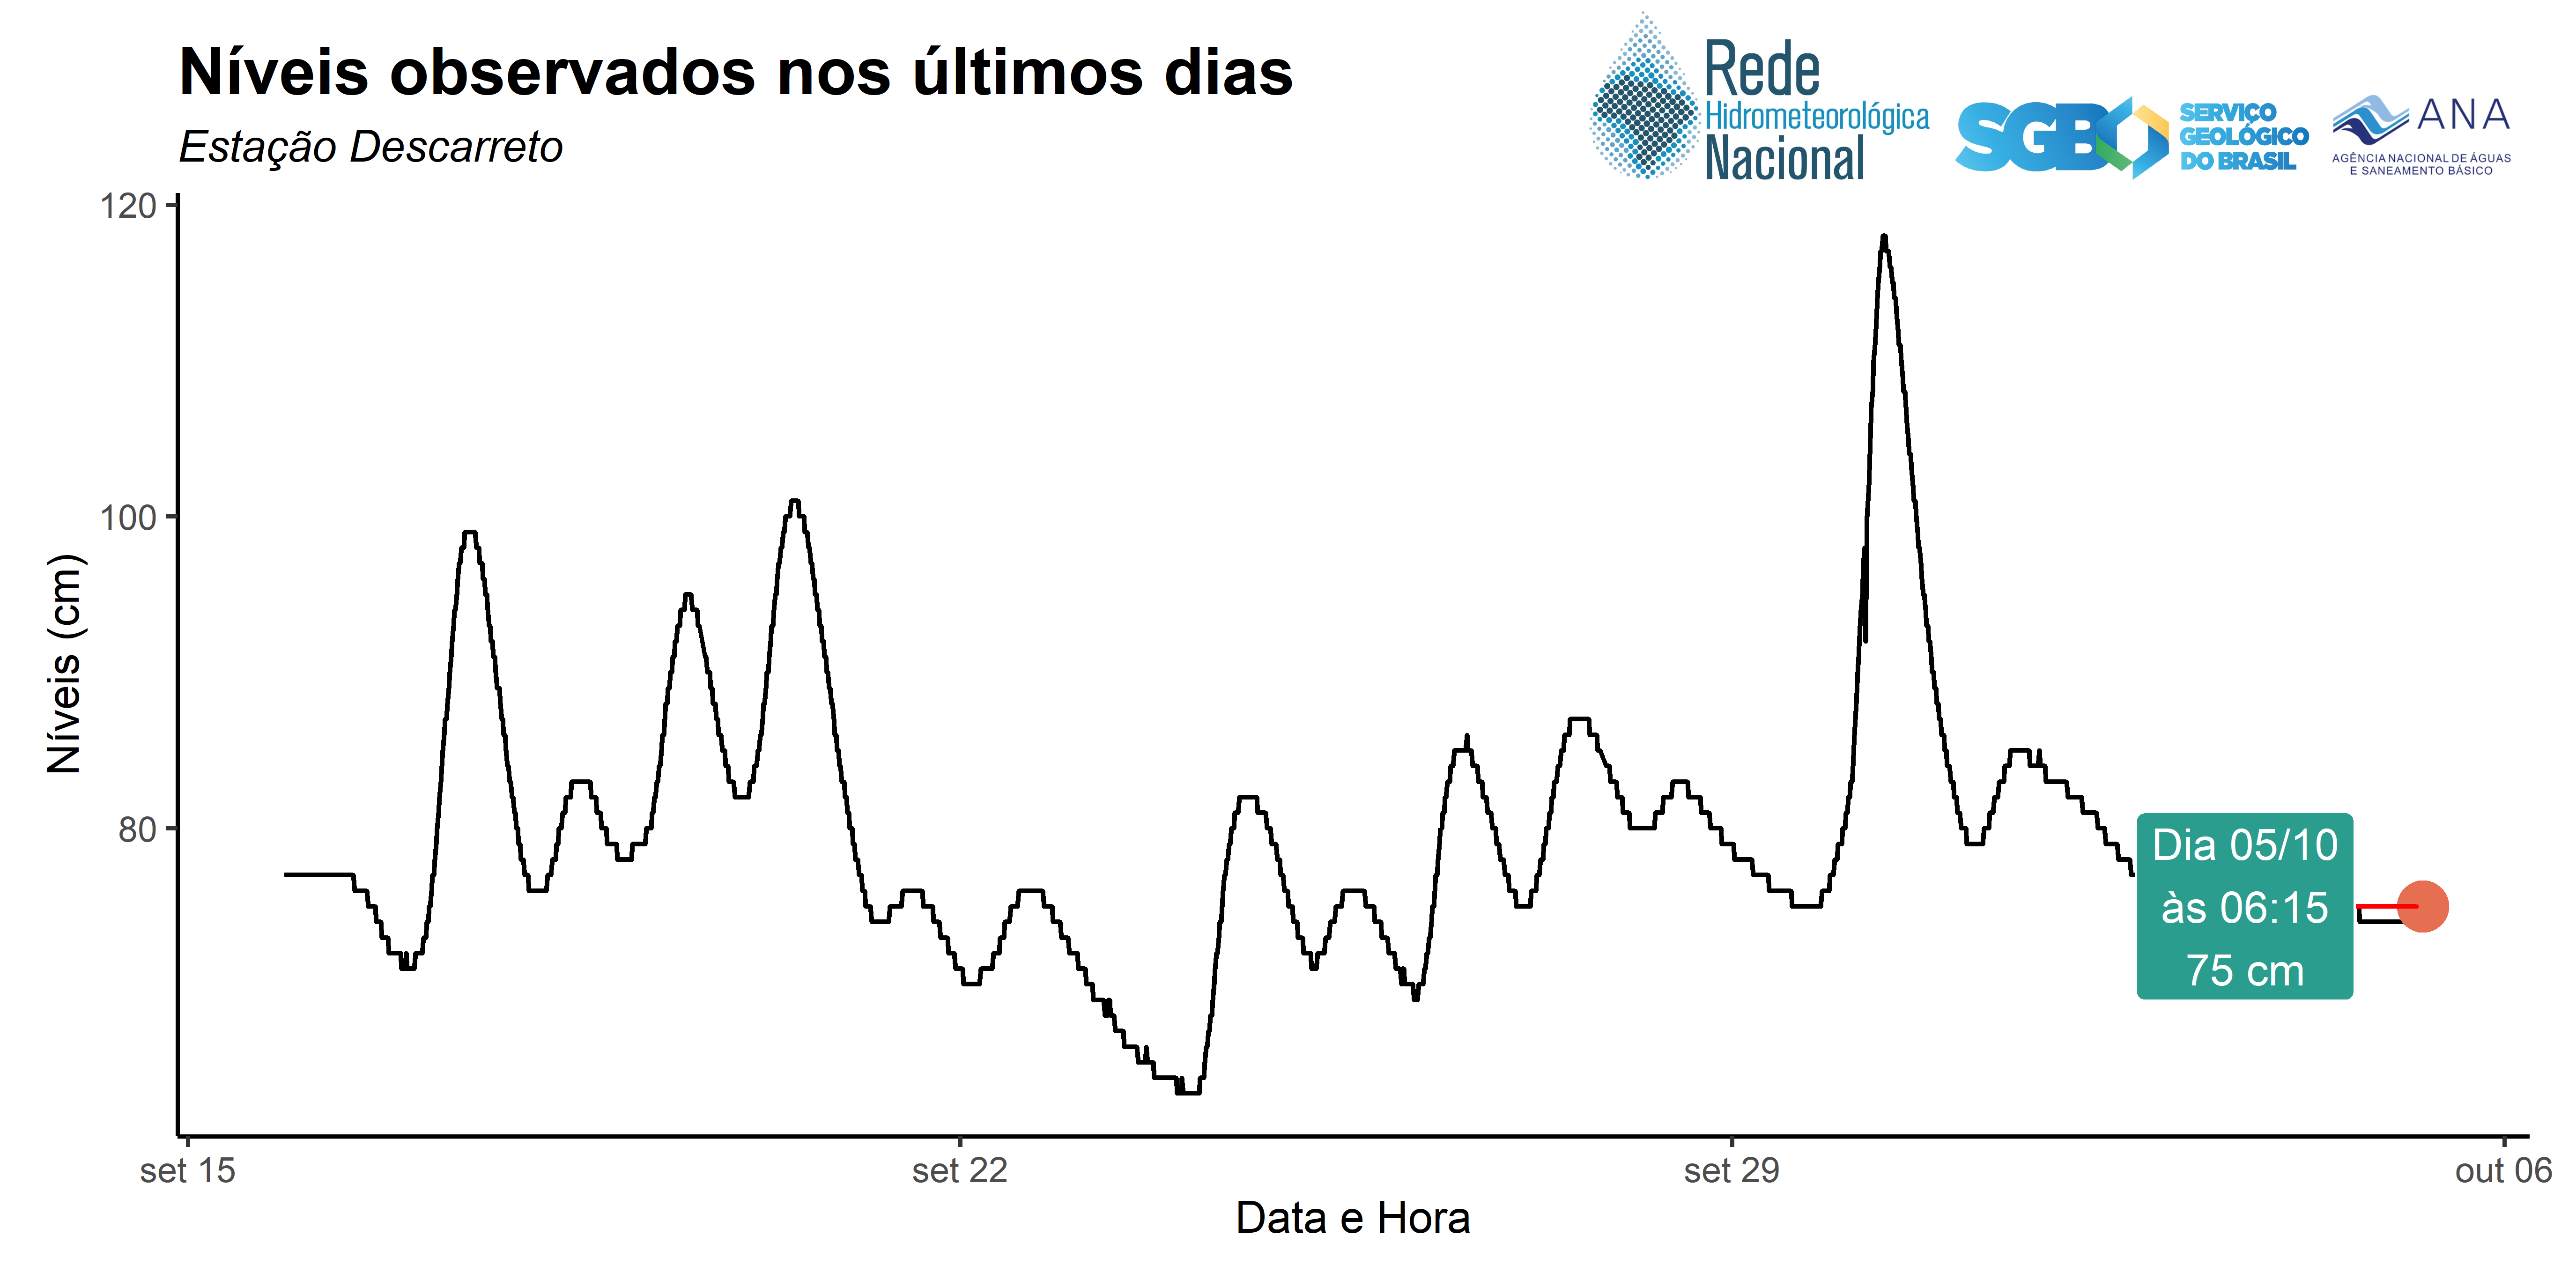 Níveis observados nos últimos dias
Estação Descarreto
Rede
Hidrometeorológica
Nacional
SGB
SERVIÇO
GEOLÓGICO
DO BRASIL
ANA
AGÊNCIA NACIONAL DE ÁGUAS
E SANEAMENTO BÁSICO
120
100
80
Níveis (cm)
Dia 05/10
às 06:15
75 cm
set 15
set 22
set 29
out 06
Data e Hora